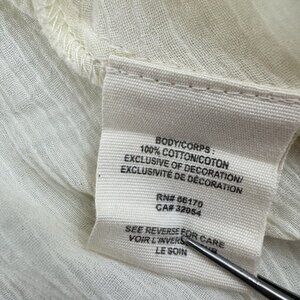 BODY/CORPS :
100% COTTON/COTON
EXCLUSIVE OF DECORATION/
EXCLUSIVITÉ DE DÉCORATION
RN# 66170
CA# 32054
SEE REVERSE FOR CARE
VOIR L'INVERSE POUR
LE SOIN